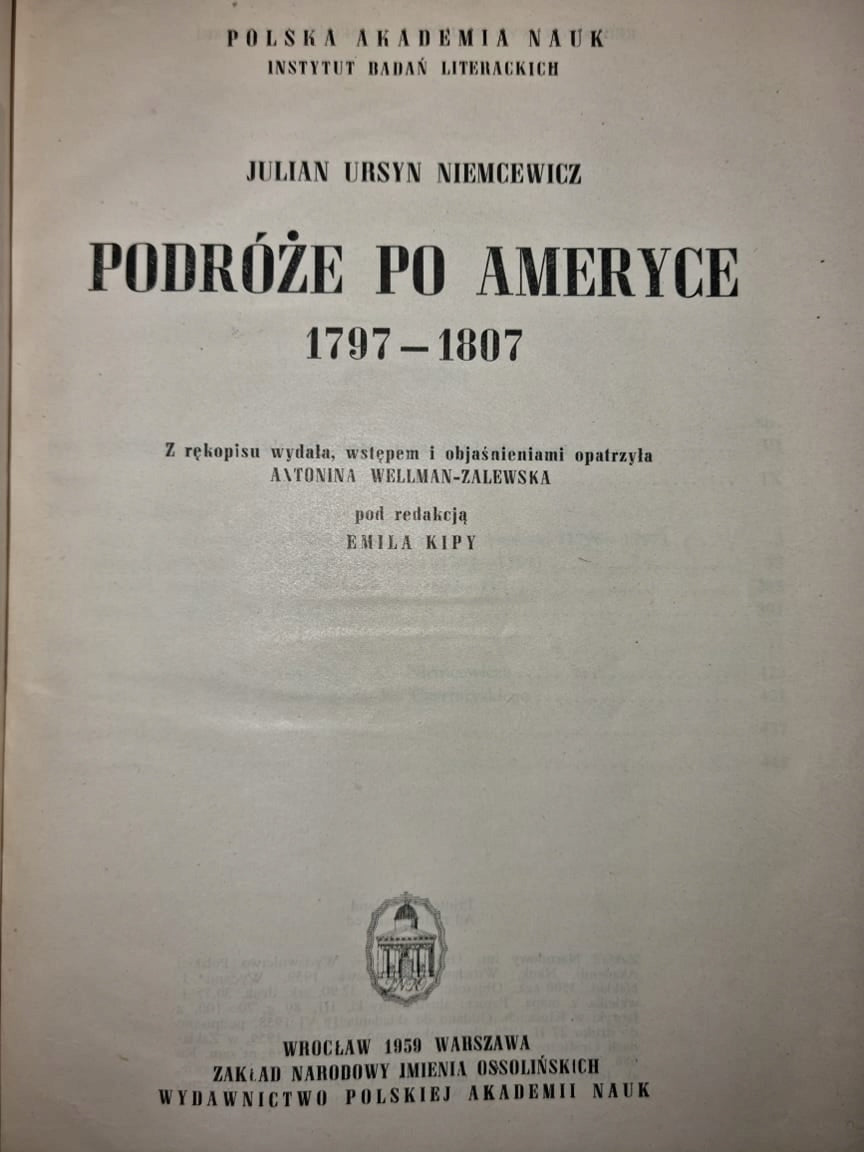 POLSKA AKADEMIA NAUK
INSTYTUT BADAŃ LITERACKICH
JULIAN URSYN NIEMCEWICZ
PODRÓŻE PO AMERYCE
1797 — 1807
Z rękopisu wydała, wstępem i objaśnieniami opatrzyła
ANTONINA WELLMAN-ZALEWSKA
pod redakcją
EMILA KIPY
WROCŁAW 1959 WARSZAWA
ZAKŁAD NARODOWY IMIENIA OSSOLIŃSKICH
WYDAWNICTWO POLSKIEJ AKADEMII NAUK